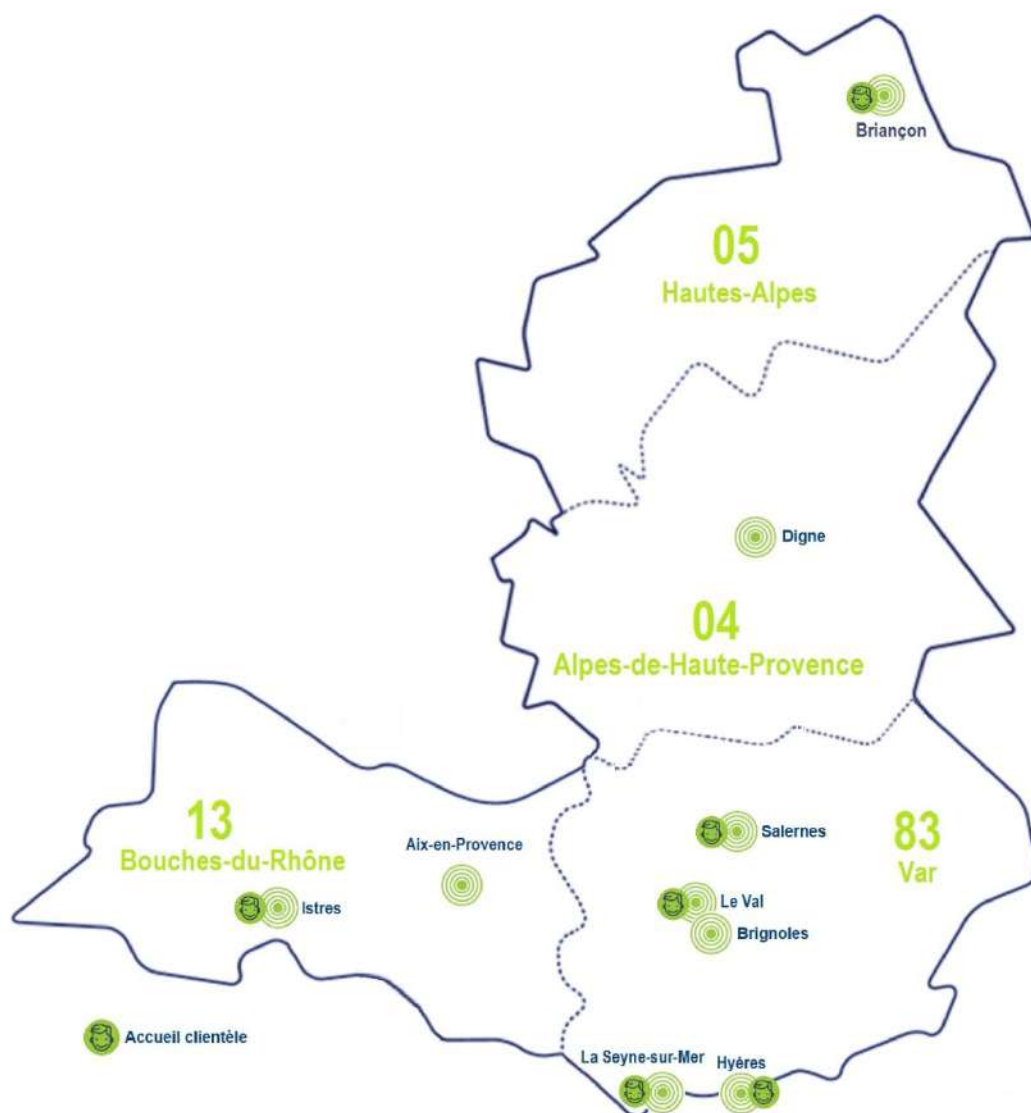 Briançon
05
Hautes-Alpes
Digne
04
Alpes-de-Haute-Provence
13
Bouches-du-Rhône
Aix-en-Provence
Istres
83
Var
Salernes
Le Val
Brignoles
Accueil clientèle
La Seyne-sur-Mer
Hyéres